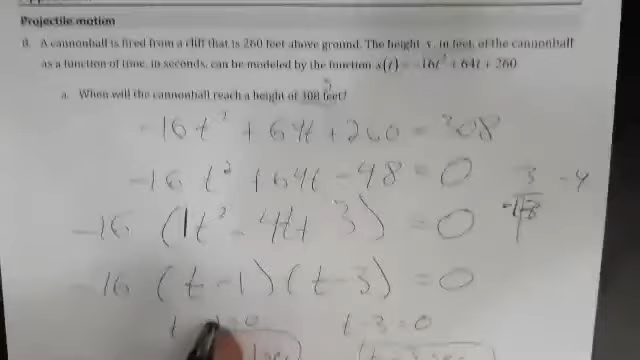 Projectile motion
8. A cannonball is fired from a cliff that is 260 feet above ground. The height, s, in feet, of the cannonball
as a function of time, in seconds, can be modeled by the function s(t) = -16t² + 64t + 260
a. When will the cannonball reach a height of 308 feet?
-16t² + 64t + 260 = 308
-16t² + 64t - 48 = 0
3 -4
-16 (1t² - 4t + 3) = 0
-16 (t - 1)(t - 3) = 0
t - 3 = 0